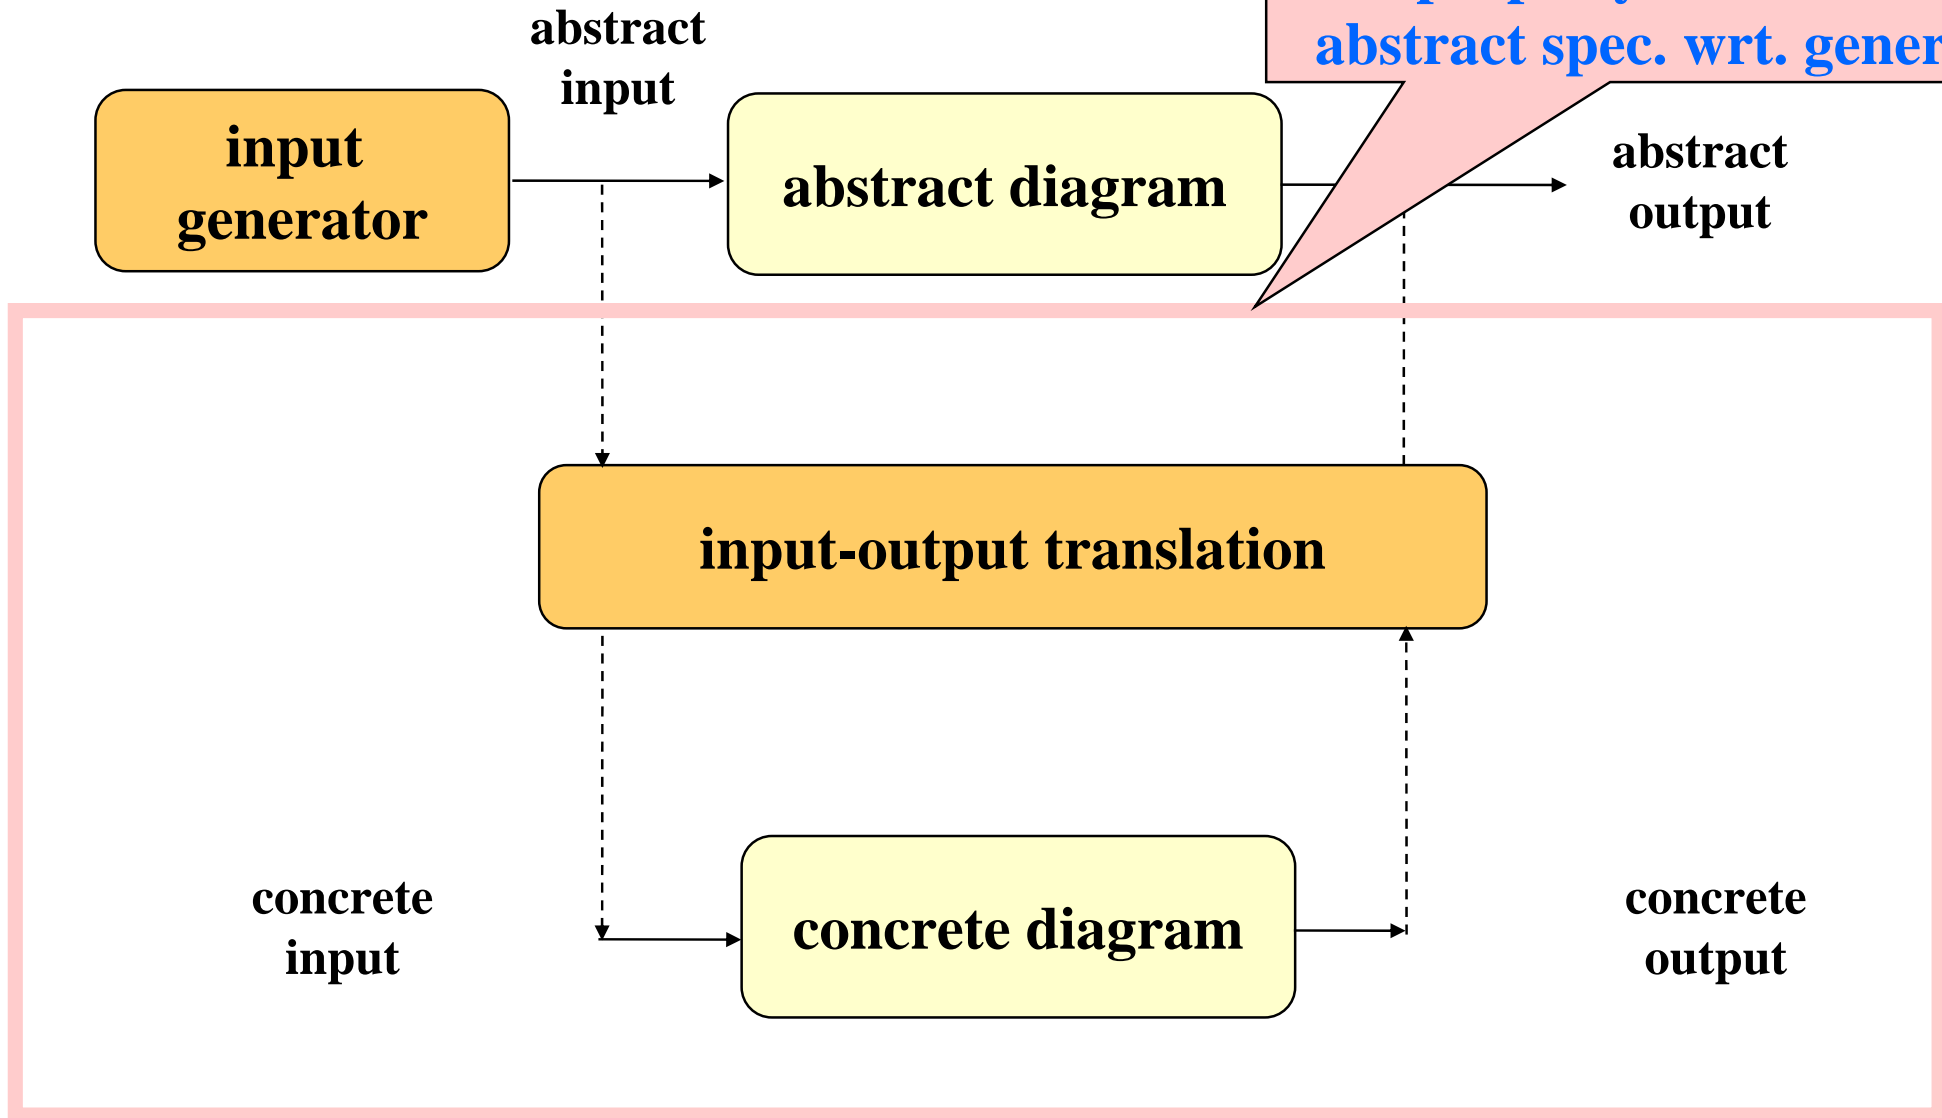 abstract
input
abstract spec. wrt.
input
generator
abstract diagram
abstract
output
input-output translation
concrete
input
concrete diagram
concrete
output